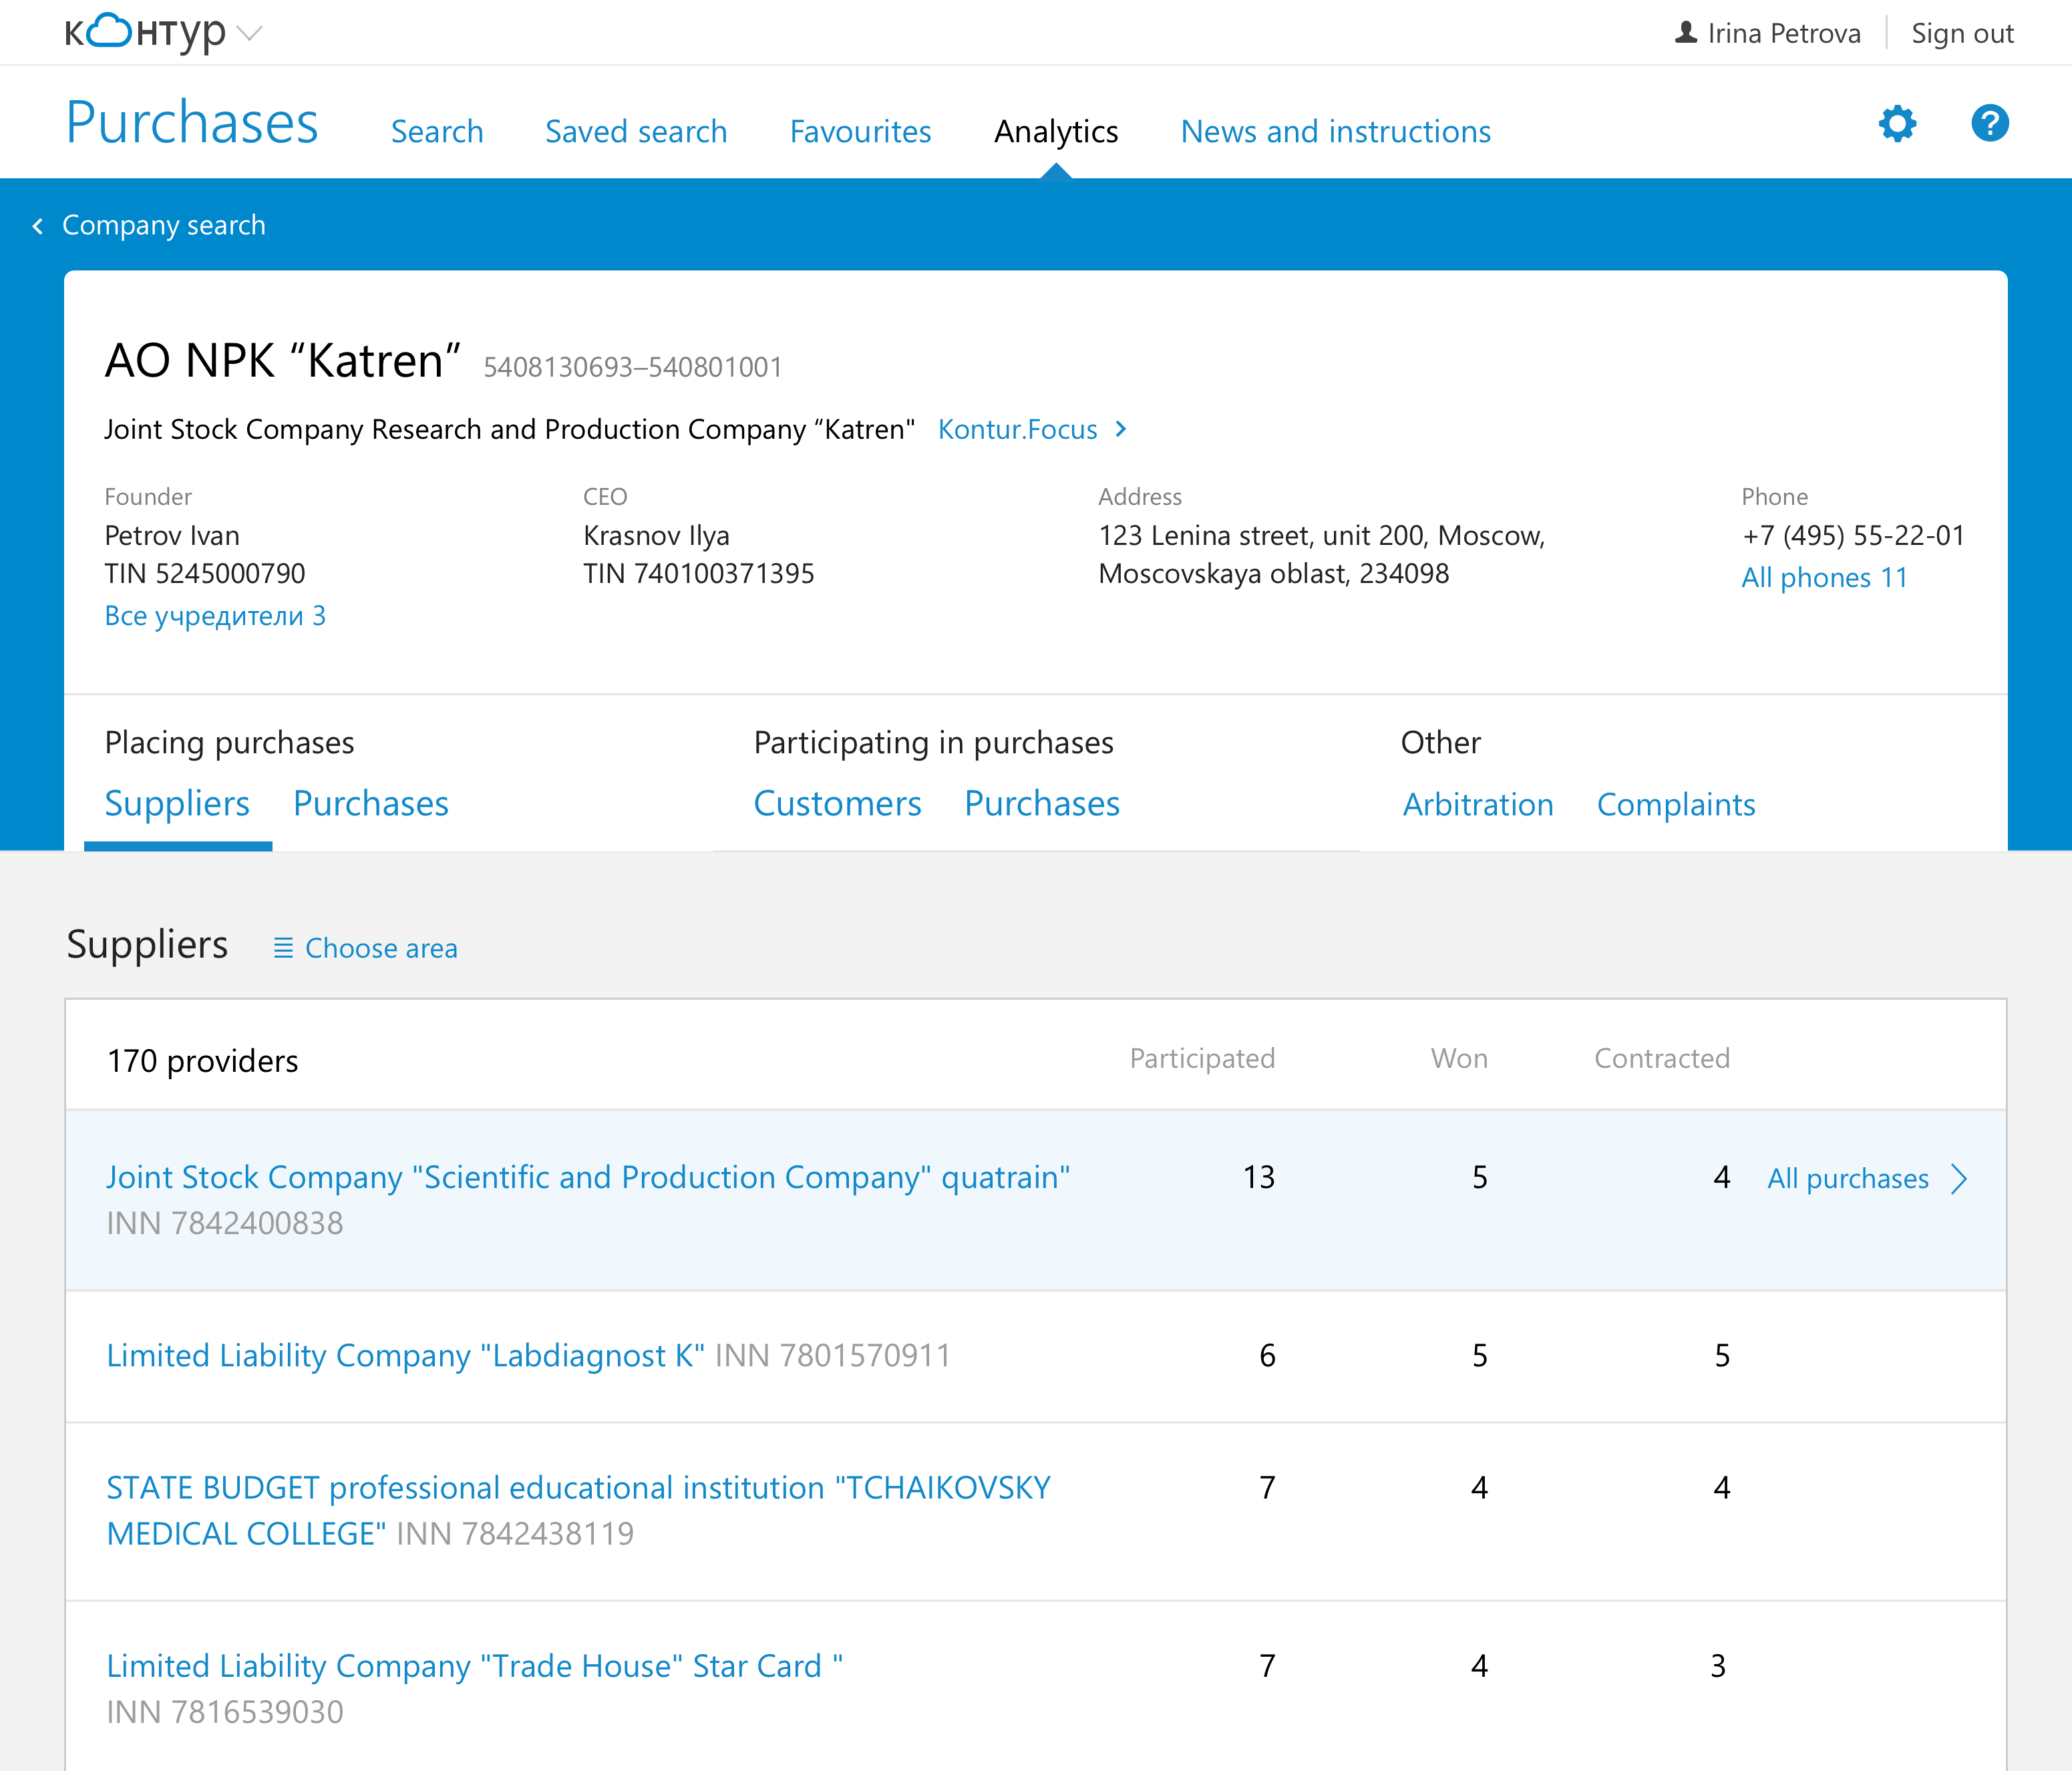 контур
Irina Petrova
Sign out
Purchases
Search
Saved search
Favourites
Analytics
News and instructions
?
Company search
AO NPK “Katren” 5408130693–540801001
Joint Stock Company Research and Production Company “Katren" Kontur.Focus
Founder
Petrov Ivan
TIN 5245000790
Все учредители 3
CEO
Krasnov Ilya
TIN 740100371395
Address
123 Lenina street, unit 200, Moscow,
Moscovskaya oblast, 234098
Phone
+7 (495) 55-22-01
All phones 11
Placing purchases
Suppliers Purchases
Participating in purchases
Customers Purchases
Other
Arbitration Complaints
Suppliers Choose area
170 providers Participated Won Contracted
Joint Stock Company "Scientific and Production Company" quatrain" 13 5 4 All purchases
INN 7842400838
Limited Liability Company "Labdiagnost K" INN 7801570911 6 5 5
STATE BUDGET professional educational institution "TCHAIKOVSKY 7 4 4
MEDICAL COLLEGE" INN 7842438119
Limited Liability Company "Trade House" Star Card " 7 4 3
INN 7816539030